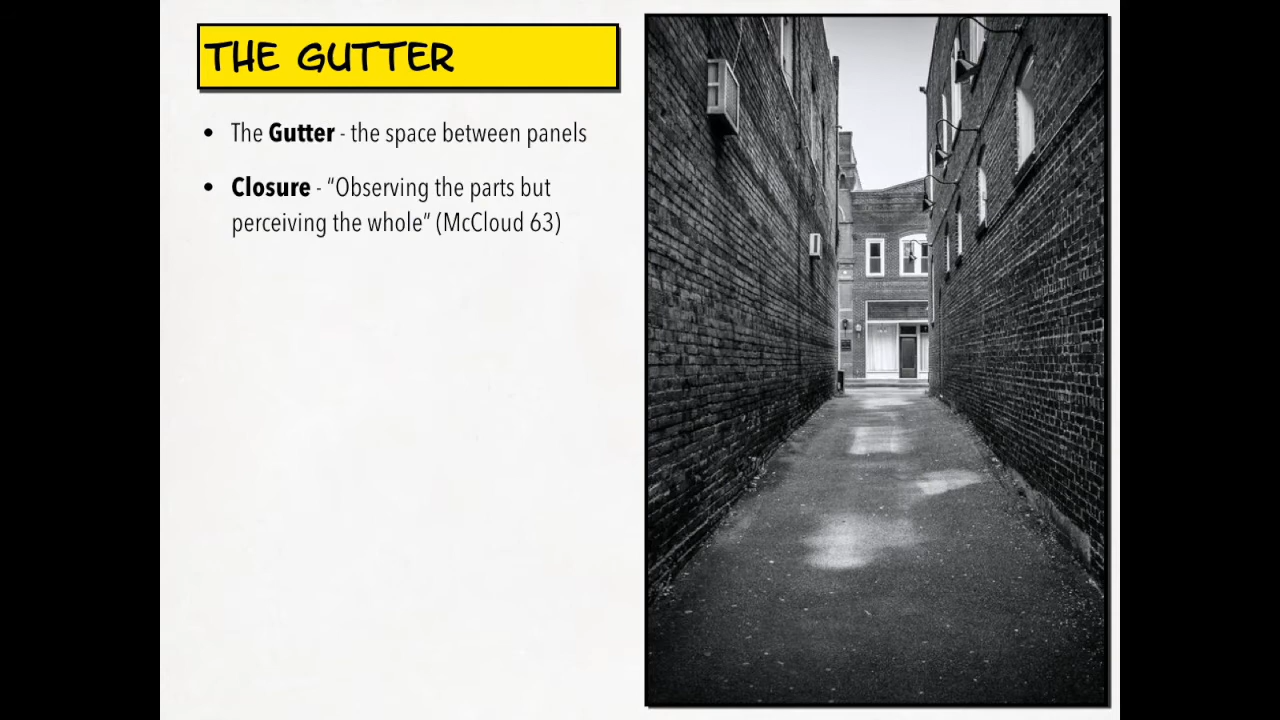 THE GUTTER
• The Gutter - the space between panels
• Closure - “Observing the parts but
perceiving the whole” (McCloud 63)